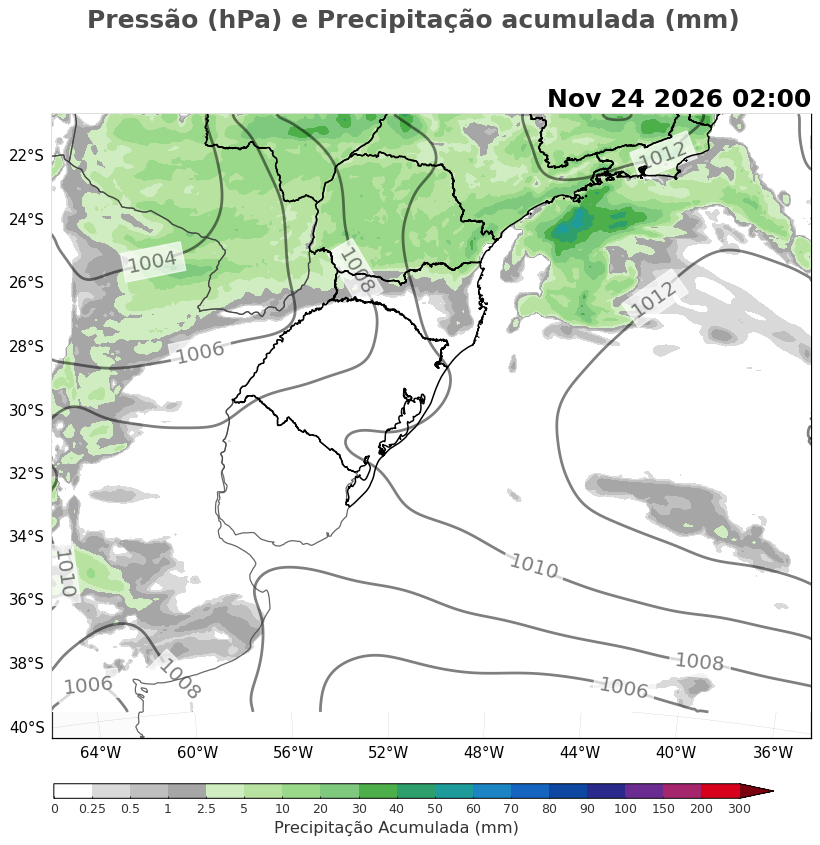 Pressão (hPa) e Precipitação acumulada (mm)
Nov 24 2026 02:00
22°S
24°S
26°S
28°S
30°S
32°S
34°S
36°S
38°S
40°S
1012
1004
1008
1012
1006
1010
1010
1008
1008
1006
1006
64°W 60°W 56°W 52°W 48°W 44°W 40°W 36°W
0 0.25 0.5 1 2.5 5 10 20 30 40 50 60 70 80 90 100 150 200 300
Precipitação Acumulada (mm)